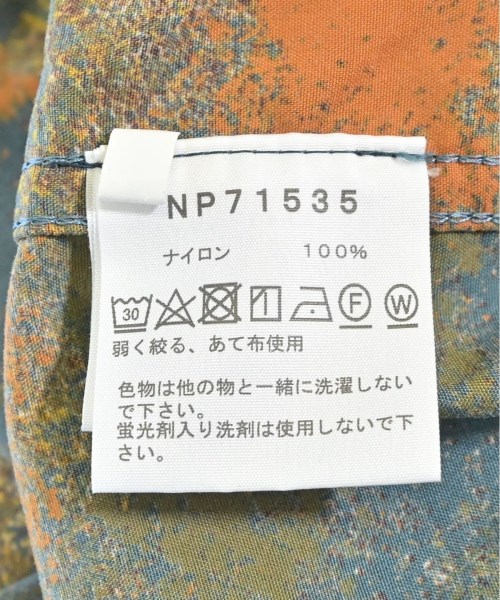 NP71535
ナイロン 100%
30 F W
弱く絞る、あて布使用
色物は他の物と一緒に洗濯しない
で下さい。
蛍光剤入り洗剤は使用しないで下
さい。